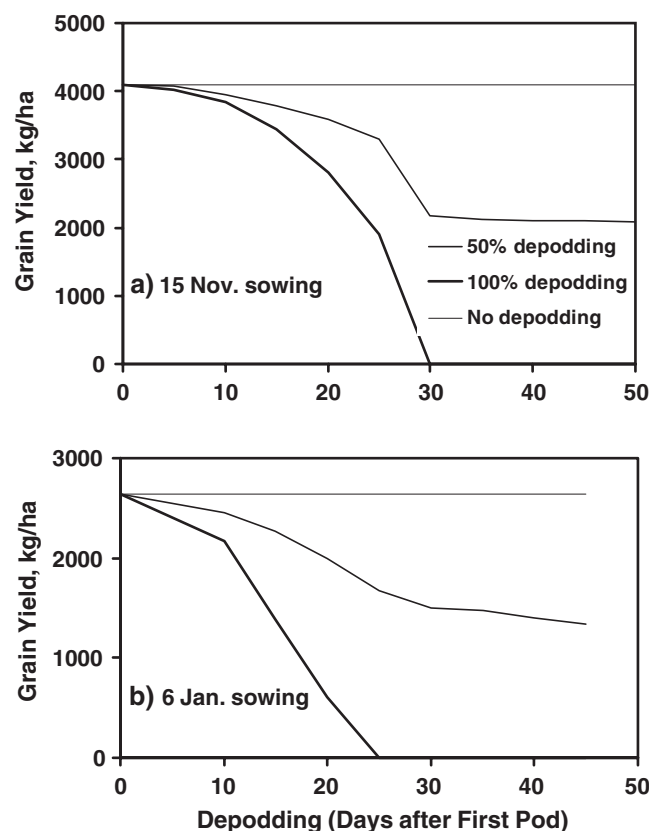 5000
4000
3000
2000
1000
0
Grain Yield, kg/ha
a) 15 Nov. sowing
50% depodding
100% depodding
No depodding
0 10 20 30 40 50
3000
2000
1000
0
Grain Yield, kg/ha
b) 6 Jan. sowing
0 10 20 30 40 50
Depodding (Days after First Pod)